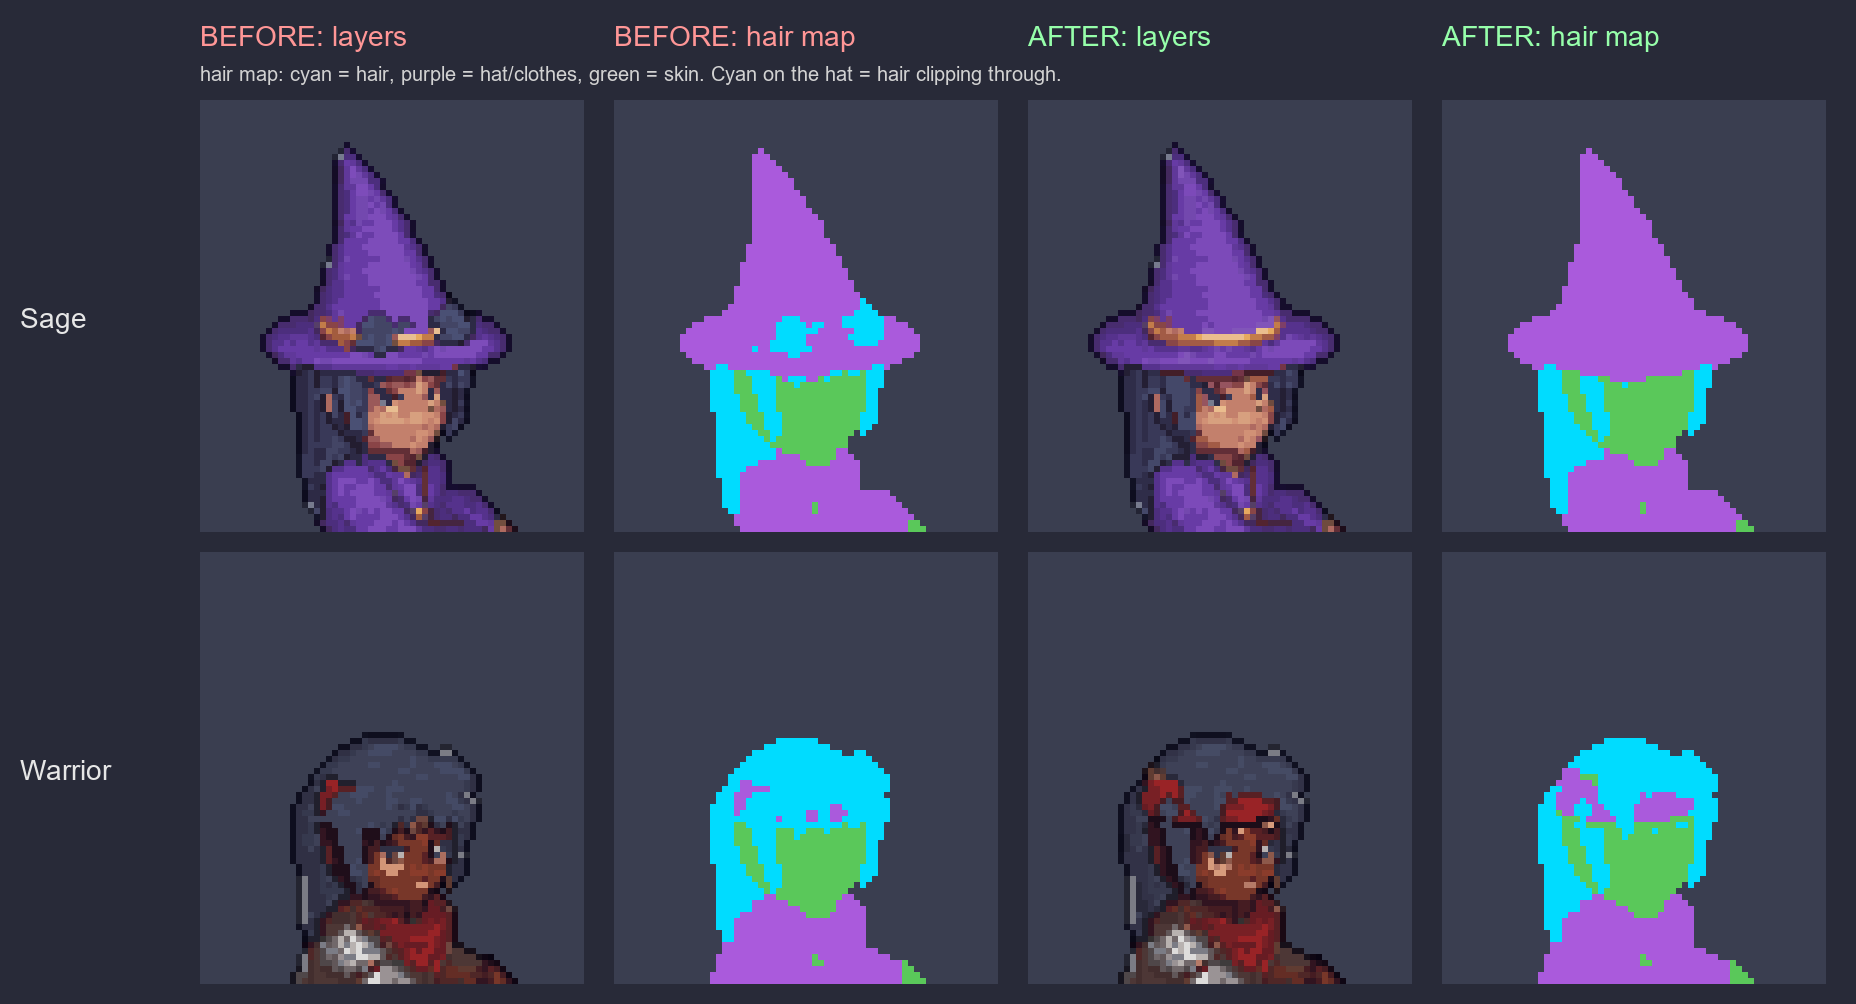 BEFORE: layers
BEFORE: hair map
AFTER: layers
AFTER: hair map
hair map: cyan = hair, purple = hat/clothes, green = skin. Cyan on the hat = hair clipping through.
Sage
Warrior